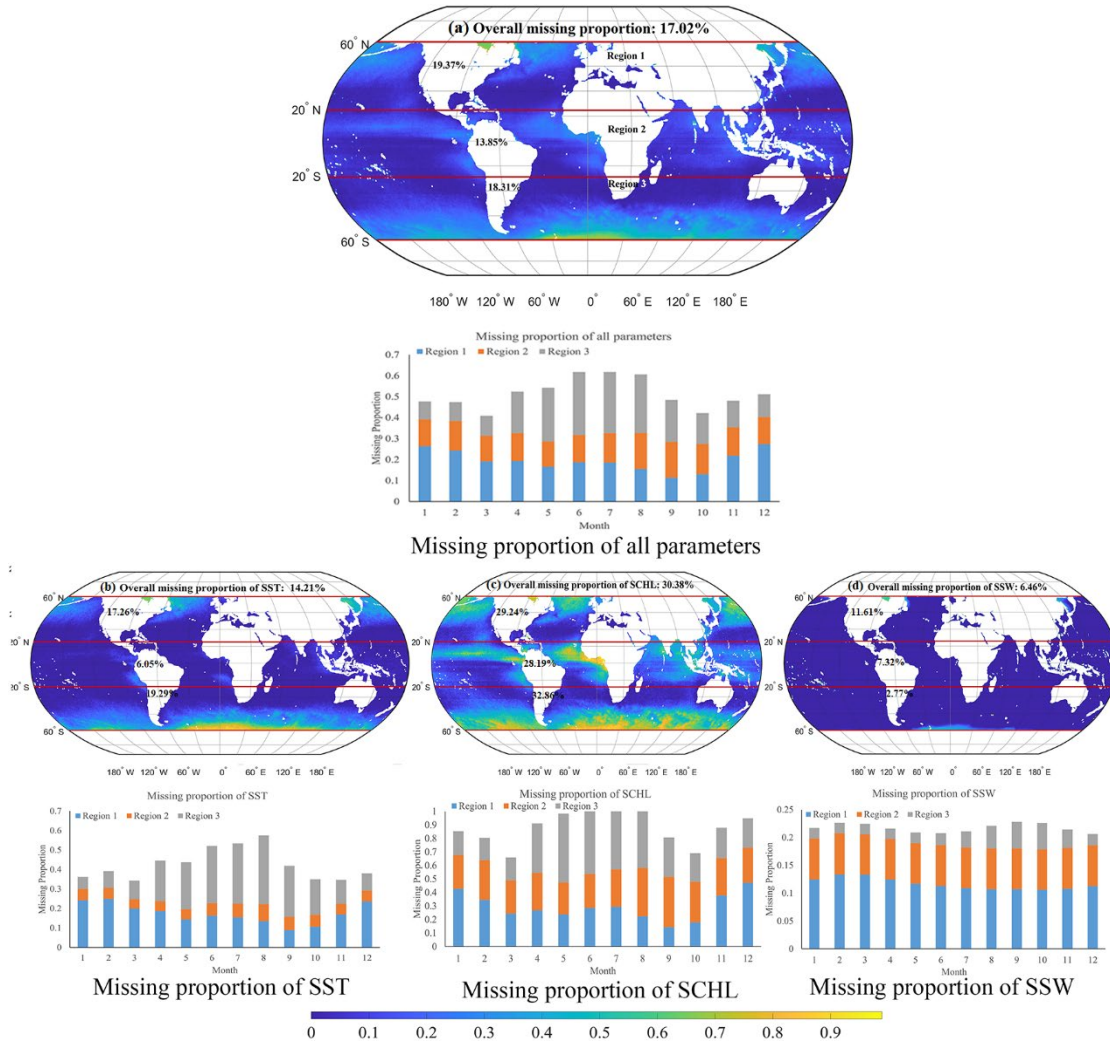 (a) Overall missing proportion: 17.02%
60° N
19.37%
Region 1
20° N
13.85%
Region 2
20° S
18.31%
Region 3
60° S
180° W 120° W 60° W 0° 60° E 120° E 180° E
Missing proportion of all parameters
Region 1 Region 2 Region 3
Missing Proportion
0.7
0.6
0.5
0.4
0.3
0.2
0.1
0
1 2 3 4 5 6 7 8 9 10 11 12
Month
Missing proportion of all parameters
(b) Overall missing proportion of SST: 14.21%
60° N
17.26%
20° N
6.05%
20° S
19.29%
60° S
180° W 120° W 60° W 0° 60° E 120° E 180° E
Missing proportion of SST
Region 1 Region 2 Region 3
Missing Proportion
0.7
0.6
0.5
0.4
0.3
0.2
0.1
0
1 2 3 4 5 6 7 8 9 10 11 12
Month
Missing proportion of SST
(c) Overall missing proportion of SCHL: 30.38%
60° N
29.24%
20° N
28.19%
20° S
32.86%
60° S
180° W 120° W 60° W 0° 60° E 120° E 180° E
Missing proportion of SCHL
Region 1 Region 2 Region 3
Missing Proportion
1
0.9
0.8
0.7
0.6
0.5
0.4
0.3
0.2
0.1
0
1 2 3 4 5 6 7 8 9 10 11 12
Month
Missing proportion of SCHL
(d) Overall missing proportion of SSW: 6.46%
60° N
11.61%
20° N
7.32%
20° S
2.77%
60° S
180° W 120° W 60° W 0° 60° E 120° E 180° E
Missing proportion of SSW
Region 1 Region 2 Region 3
Missing Proportion
0.25
0.2
0.15
0.1
0.05
0
1 2 3 4 5 6 7 8 9 10 11 12
Month
Missing proportion of SSW
0 0.1 0.2 0.3 0.4 0.5 0.6 0.7 0.8 0.9